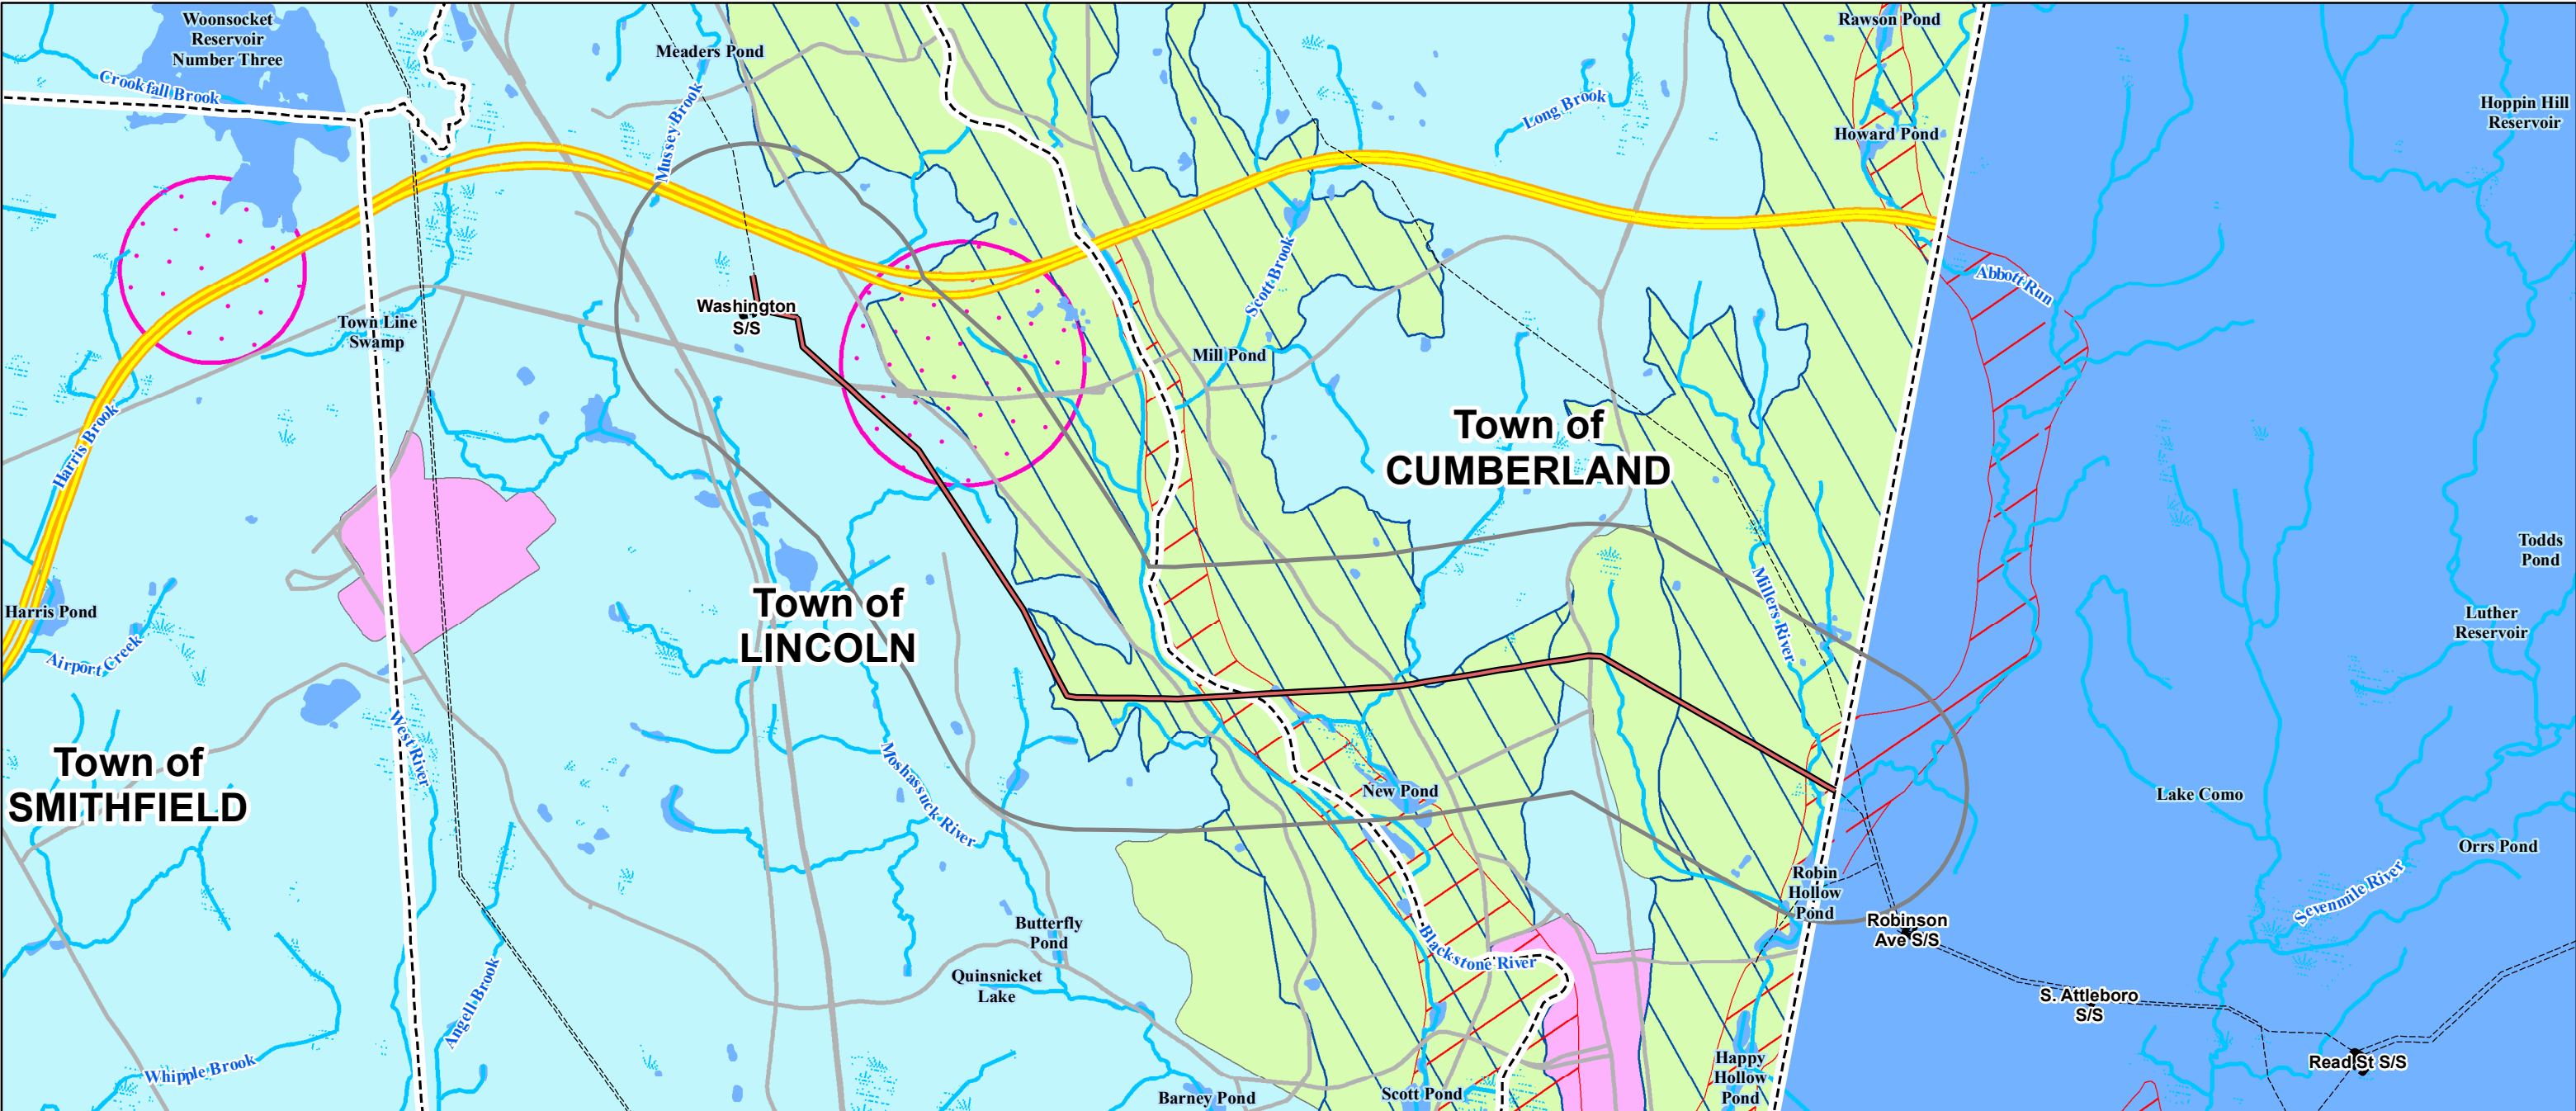 Woonsocket
Reservoir
Number Three
Crookfall Brook
Meaders Pond
Mussey Brook
Long Brook
Rawson Pond
Howard Pond
Hoppin Hill
Reservoir
Abbott Run
Scott Brook
Washington
S/S
Town Line
Swamp
Mill Pond
Harris Brook
Town of
CUMBERLAND
Todds
Pond
Millers River
Town of
LINCOLN
Harris Pond
Luther
Reservoir
Airport Creek
West River
Town of
SMITHFIELD
Moshassuck River
New Pond
Lake Como
Orrs Pond
Robin
Hollow
Pond
Sevenmile River
Robinson
Ave S/S
Butterfly
Pond
Blackstone River
Quinsnicket
Lake
Angell Brook
S. Attleboro
S/S
Whipple Brook
Read St S/S
Happy
Hollow
Pond
Barney Pond
Scott Pond